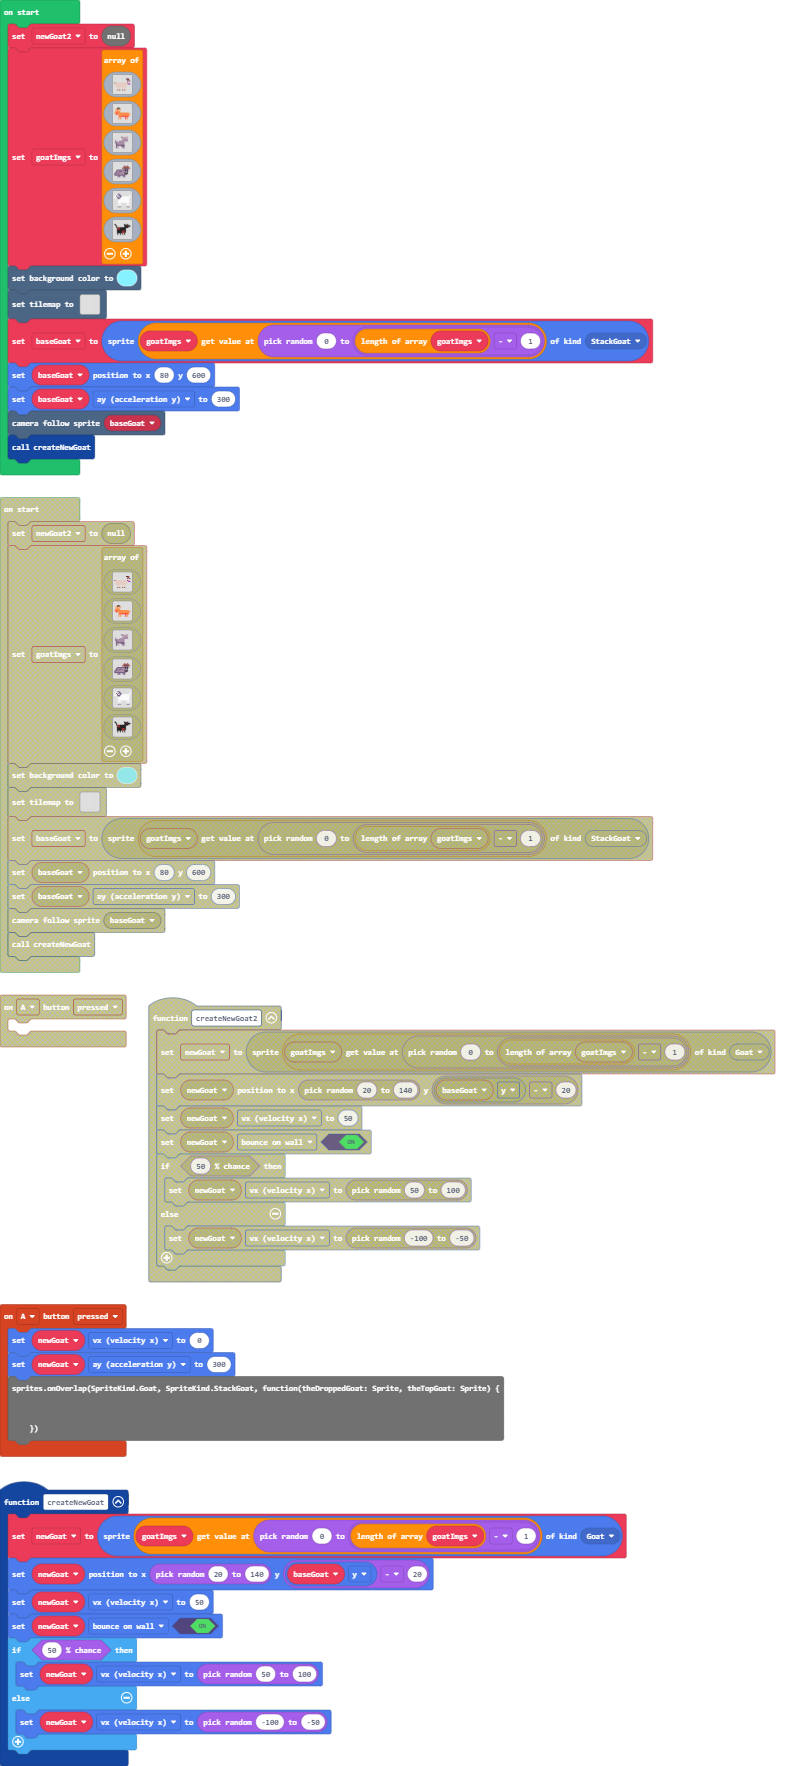 on start
set newGoat2 to null
array of
set goatImgs to
set background color to
set tilemap to
set baseGoat to sprite goatImgs get value at pick random 0 to length of array goatImgs - 1 of kind StackGoat
set baseGoat position to x 80 y 600
set baseGoat ay (acceleration y) to 300
camera follow sprite baseGoat
call createNewGoat
on start
set newGoat2 to null
array of
set goatImgs to
set background color to
set tilemap to
set baseGoat to sprite goatImgs get value at pick random 0 to length of array goatImgs - 1 of kind StackGoat
set baseGoat position to x 80 y 600
set baseGoat ay (acceleration y) to 300
camera follow sprite baseGoat
call createNewGoat
on A button pressed
function createNewGoat2
set newGoat to sprite goatImgs get value at pick random 0 to length of array goatImgs - 1 of kind Goat
set newGoat position to x pick random 20 to 140 y baseGoat y - 20
set newGoat vx (velocity x) to 50
set newGoat bounce on wall ON
if 50 % chance then
set newGoat vx (velocity x) to pick random 50 to 100
else
set newGoat vx (velocity x) to pick random -100 to -50
on A button pressed
set newGoat vx (velocity x) to 0
set newGoat ay (acceleration y) to 300
sprites.onOverlap(SpriteKind.Goat, SpriteKind.StackGoat, function(theDroppedGoat: Sprite, theTopGoat: Sprite) {
})
function createNewGoat
set newGoat to sprite goatImgs get value at pick random 0 to length of array goatImgs - 1 of kind Goat
set newGoat position to x pick random 20 to 140 y baseGoat y - 20
set newGoat vx (velocity x) to 50
set newGoat bounce on wall ON
if 50 % chance then
set newGoat vx (velocity x) to pick random 50 to 100
else
set newGoat vx (velocity x) to pick random -100 to -50